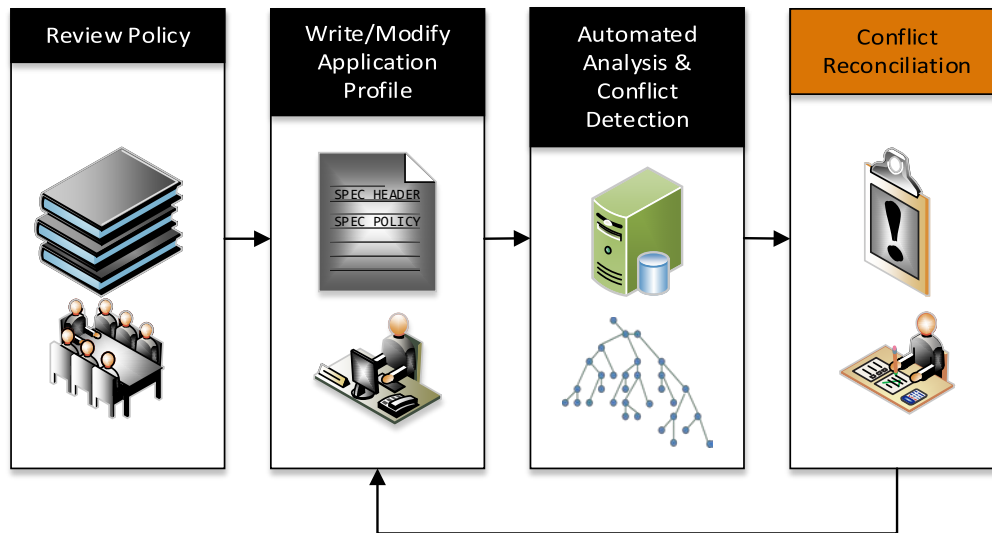 Review Policy
Write/Modify
Application
Profile
Automated
Analysis &
Conflict
Detection
Conflict
Reconciliation
SPEC HEADER
SPEC POLICY
!